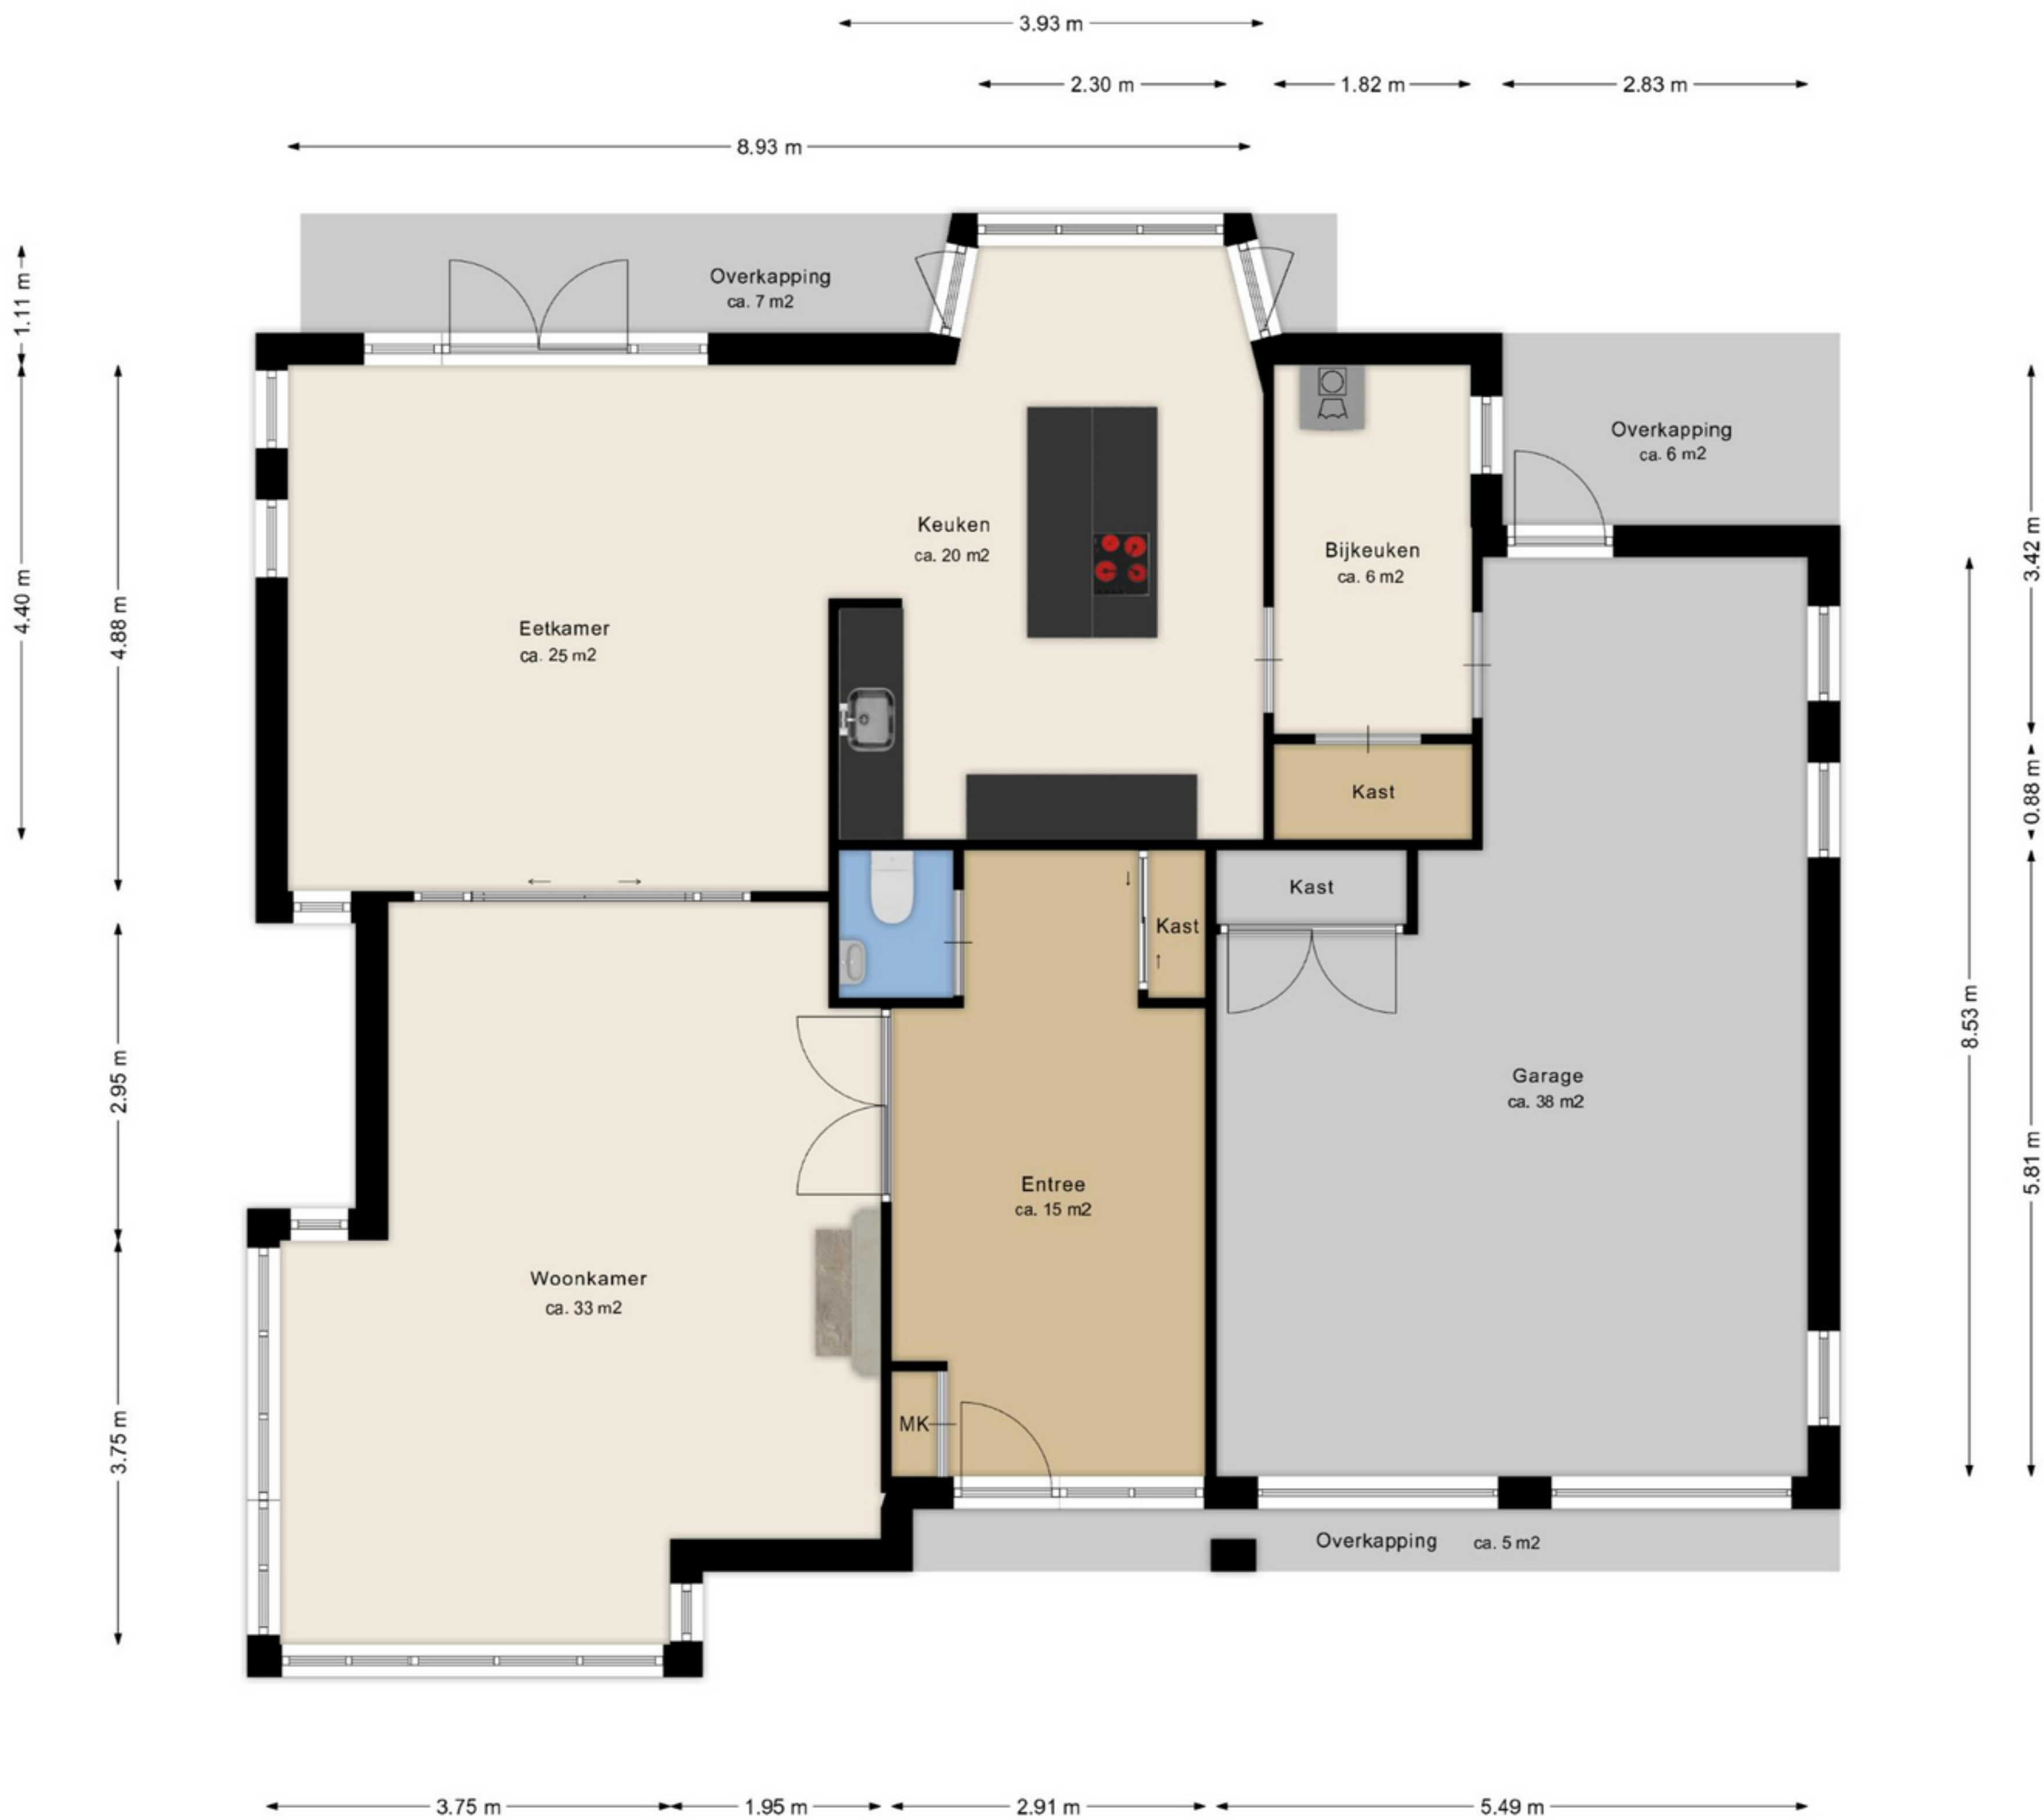 3.93 m
2.30 m
1.82 m
2.83 m
8.93 m
1.11 m
Overkapping
ca. 7 m2
4.40 m
4.88 m
Keuken
ca. 20 m2
Eetkamer
ca. 25 m2
Bijkeuken
ca. 6 m2
Overkapping
ca. 6 m2
3.42 m
0.88 m
Kast
Kast
Kast
2.95 m
8.53 m
5.81 m
Garage
ca. 38 m2
Entree
ca. 15 m2
Woonkamer
ca. 33 m2
3.75 m
MK
Overkapping ca. 5 m2
3.75 m
1.95 m
2.91 m
5.49 m